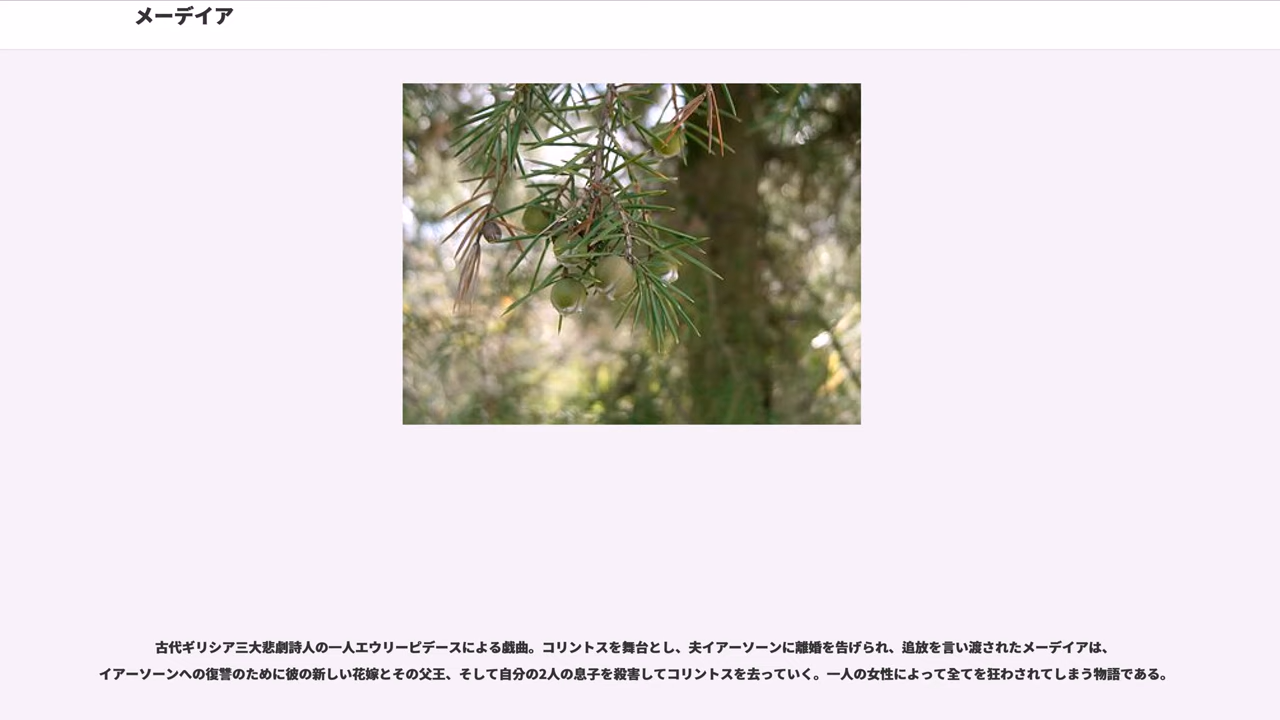 メーデイア
古代ギリシア三大悲劇詩人の一人エウリーピデースによる戯曲。コリントスを舞台とし、夫イアーソーンに離婚を告げられ、追放を言い渡されたメーデイアは、
イアーソーンへの復讐のために彼の新しい花嫁とその父王、そして自分の2人の息子を殺害してコリントスを去っていく。一人の女性によって全てを狂わされてしまう物語である。